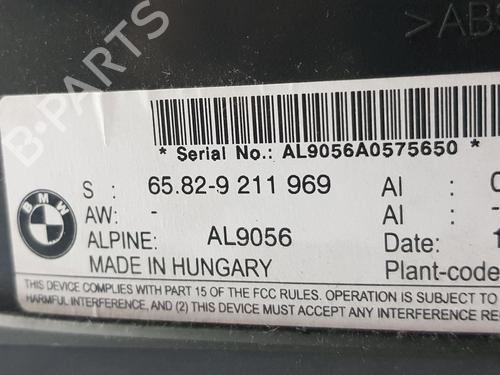 >ABS
* Serial No.: AL9056A0575650 *
S : 65.82-9 211 969 AI :
AW: - AI :
ALPINE: AL9056 Date: 1
MADE IN HUNGARY Plant-code
THIS DEVICE COMPLIES WITH PART 15 OF THE FCC RULES. OPERATION IS SUBJECT TO
HARMFUL INTERFERENCE, AND (2) THIS DEVICE MUST ACCEPT ANY INTERFERENCE RE
BMW
B-PARTS